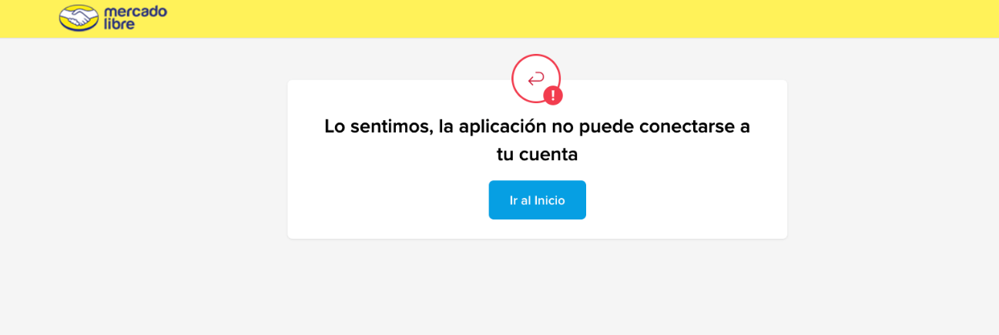 mercado
libre
Lo sentimos, la aplicación no puede conectarse a
tu cuenta
Ir al Inicio